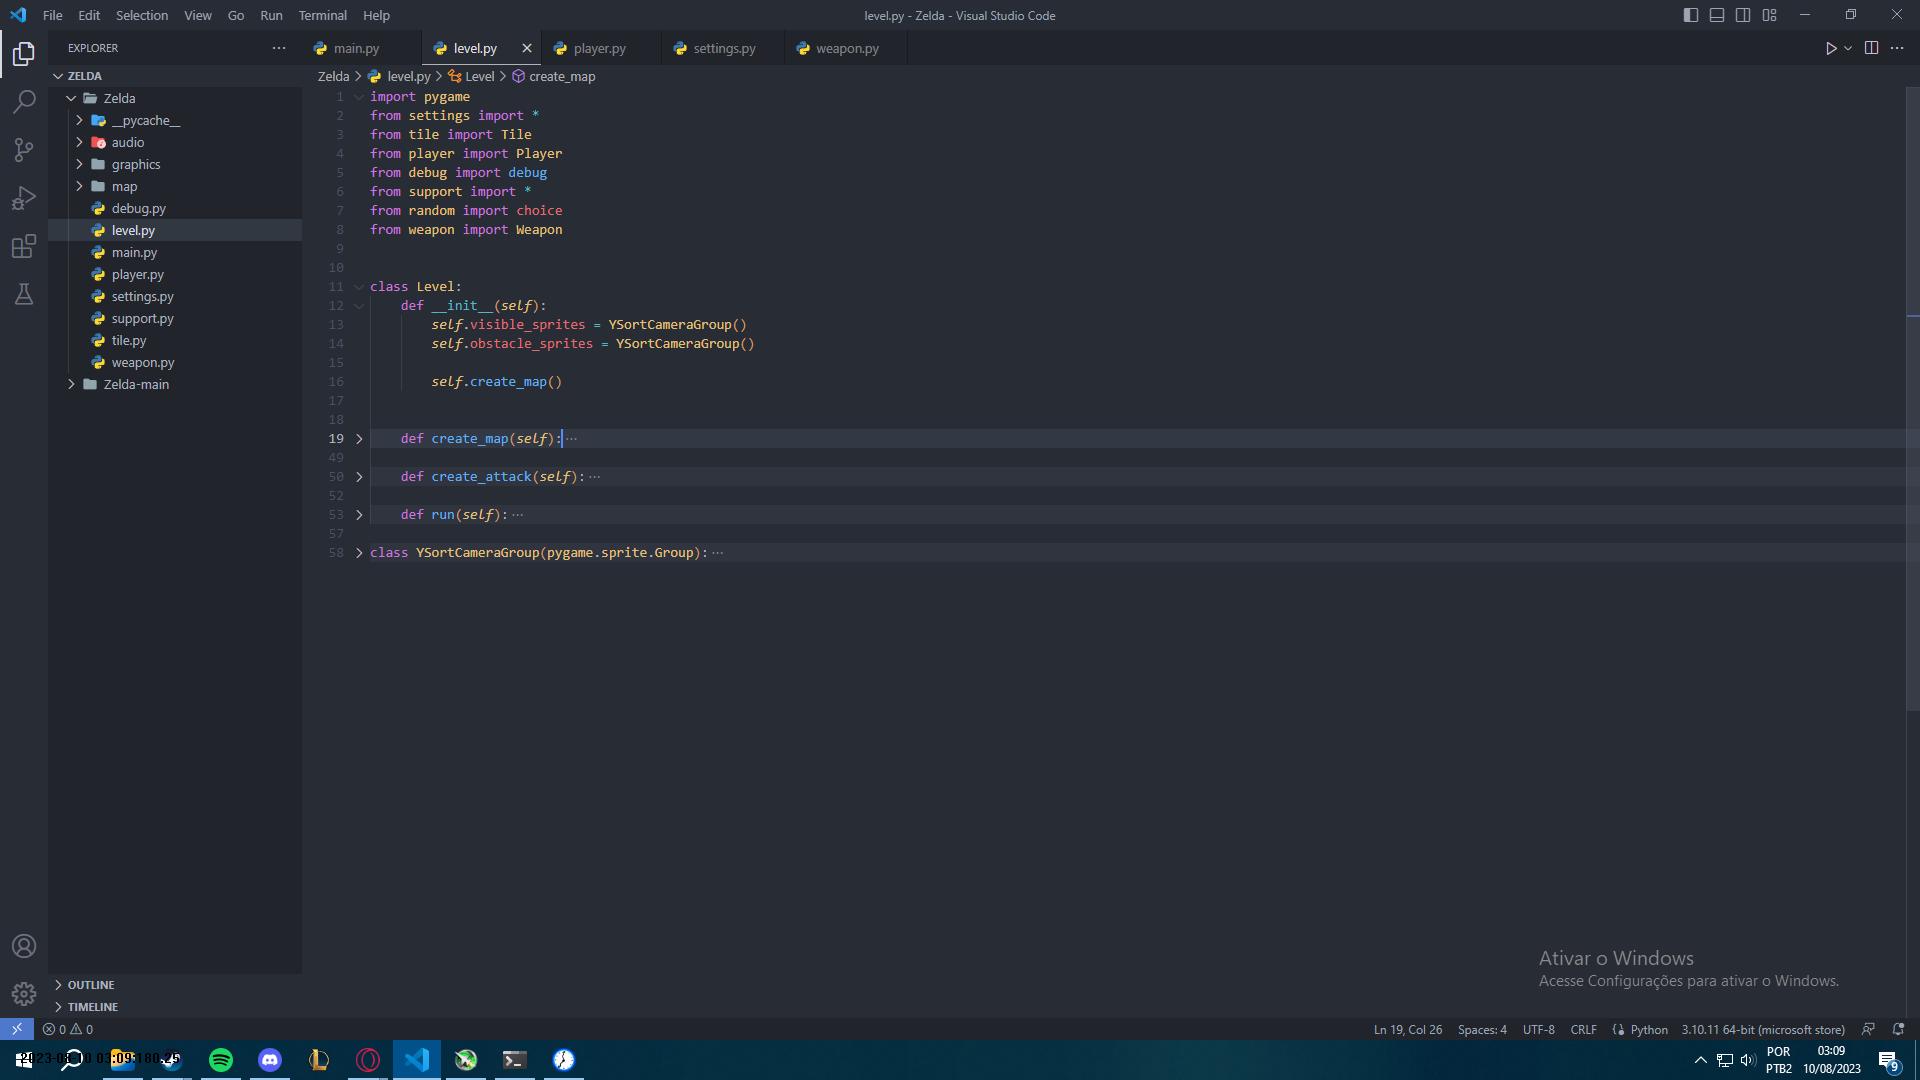 File Edit Selection View Go Run Terminal Help
level.py - Zelda - Visual Studio Code
EXPLORER
main.py
level.py
player.py
settings.py
weapon.py
ZELDA
Zelda
__pycache__
audio
graphics
map
debug.py
level.py
main.py
player.py
settings.py
support.py
tile.py
weapon.py
Zelda-main
OUTLINE
TIMELINE
Zelda > level.py > Level > create_map
1 import pygame
2 from settings import *
3 from tile import Tile
4 from player import Player
5 from debug import debug
6 from support import *
7 from random import choice
8 from weapon import Weapon
9
10
11 class Level:
12 def __init__(self):
13 self.visible_sprites = YSortCameraGroup()
14 self.obstacle_sprites = YSortCameraGroup()
15
16 self.create_map()
17
18
19 def create_map(self):···
49
50 def create_attack(self):···
52
53 def run(self):···
57
58 class YSortCameraGroup(pygame.sprite.Group):···
Ativar o Windows
Acesse Configurações para ativar o Windows.
0 0
Ln 19, Col 26 Spaces: 4 UTF-8 CRLF Python 3.10.11 64-bit (microsoft store)
POR
PTB2
03:09
10/08/2023
9